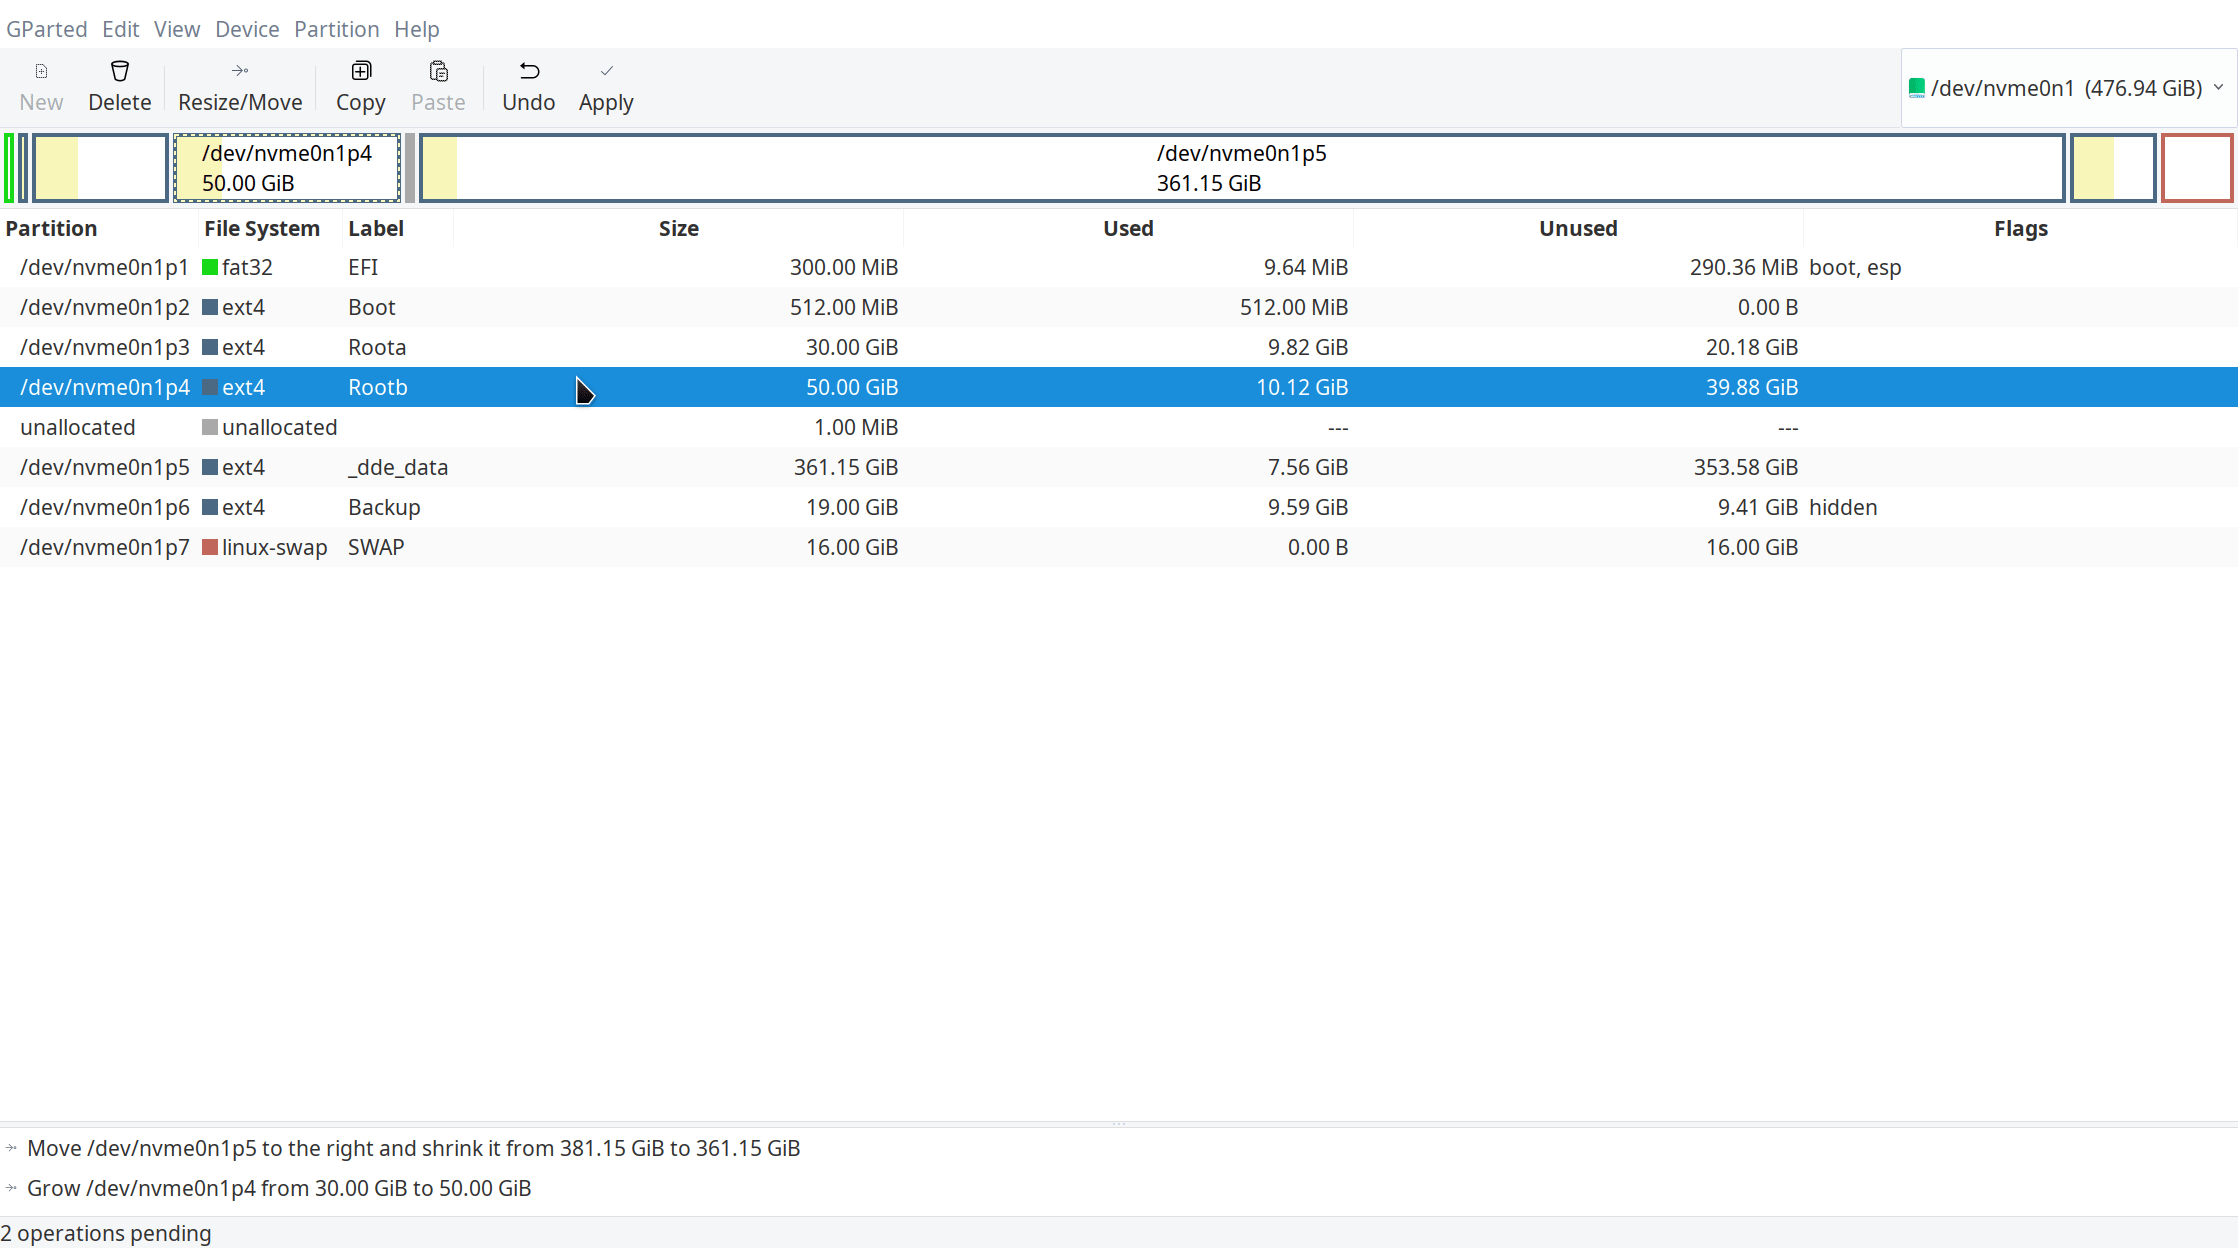 GParted Edit View Device Partition Help
New Delete Resize/Move Copy Paste Undo Apply /dev/nvme0n1 (476.94 GiB)
/dev/nvme0n1p4 /dev/nvme0n1p5
50.00 GiB 361.15 GiB
Partition File System Label Size Used Unused Flags
/dev/nvme0n1p1 fat32 EFI 300.00 MiB 9.64 MiB 290.36 MiB boot, esp
/dev/nvme0n1p2 ext4 Boot 512.00 MiB 512.00 MiB 0.00 B
/dev/nvme0n1p3 ext4 Roota 30.00 GiB 9.82 GiB 20.18 GiB
/dev/nvme0n1p4 ext4 Rootb 50.00 GiB 10.12 GiB 39.88 GiB
unallocated unallocated 1.00 MiB --- ---
/dev/nvme0n1p5 ext4 _dde_data 361.15 GiB 7.56 GiB 353.58 GiB
/dev/nvme0n1p6 ext4 Backup 19.00 GiB 9.59 GiB 9.41 GiB hidden
/dev/nvme0n1p7 linux-swap SWAP 16.00 GiB 0.00 B 16.00 GiB
Move /dev/nvme0n1p5 to the right and shrink it from 381.15 GiB to 361.15 GiB
Grow /dev/nvme0n1p4 from 30.00 GiB to 50.00 GiB
2 operations pending